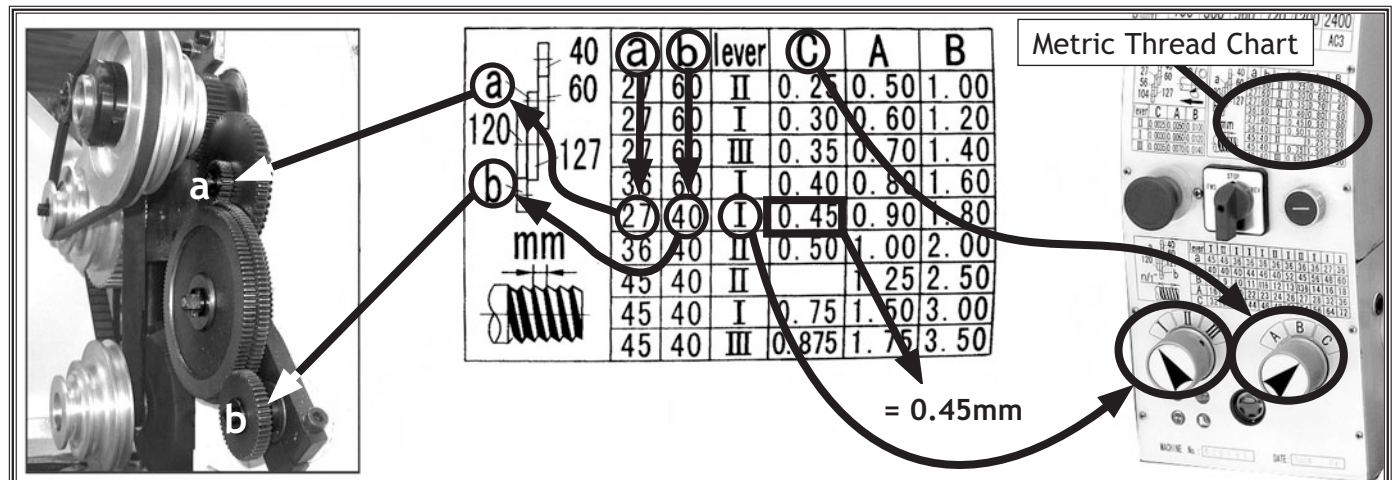 Metric Thread Chart
a
b
40
60
120
127
a
b
mm
a b lever C A B
27 60 II 0.25 0.50 1.00
27 60 I 0.30 0.60 1.20
27 60 III 0.35 0.70 1.40
36 60 I 0.40 0.80 1.60
27 40 I 0.45 0.90 1.80
36 40 II 0.50 1.00 2.00
45 40 II 1.25 2.50
45 40 I 0.75 1.50 3.00
45 40 III 0.875 1.75 3.50
= 0.45mm
2400
AC3
STOP
lever C A B
mm
n/1"
II III
A B C
MACHINE No.
DATE